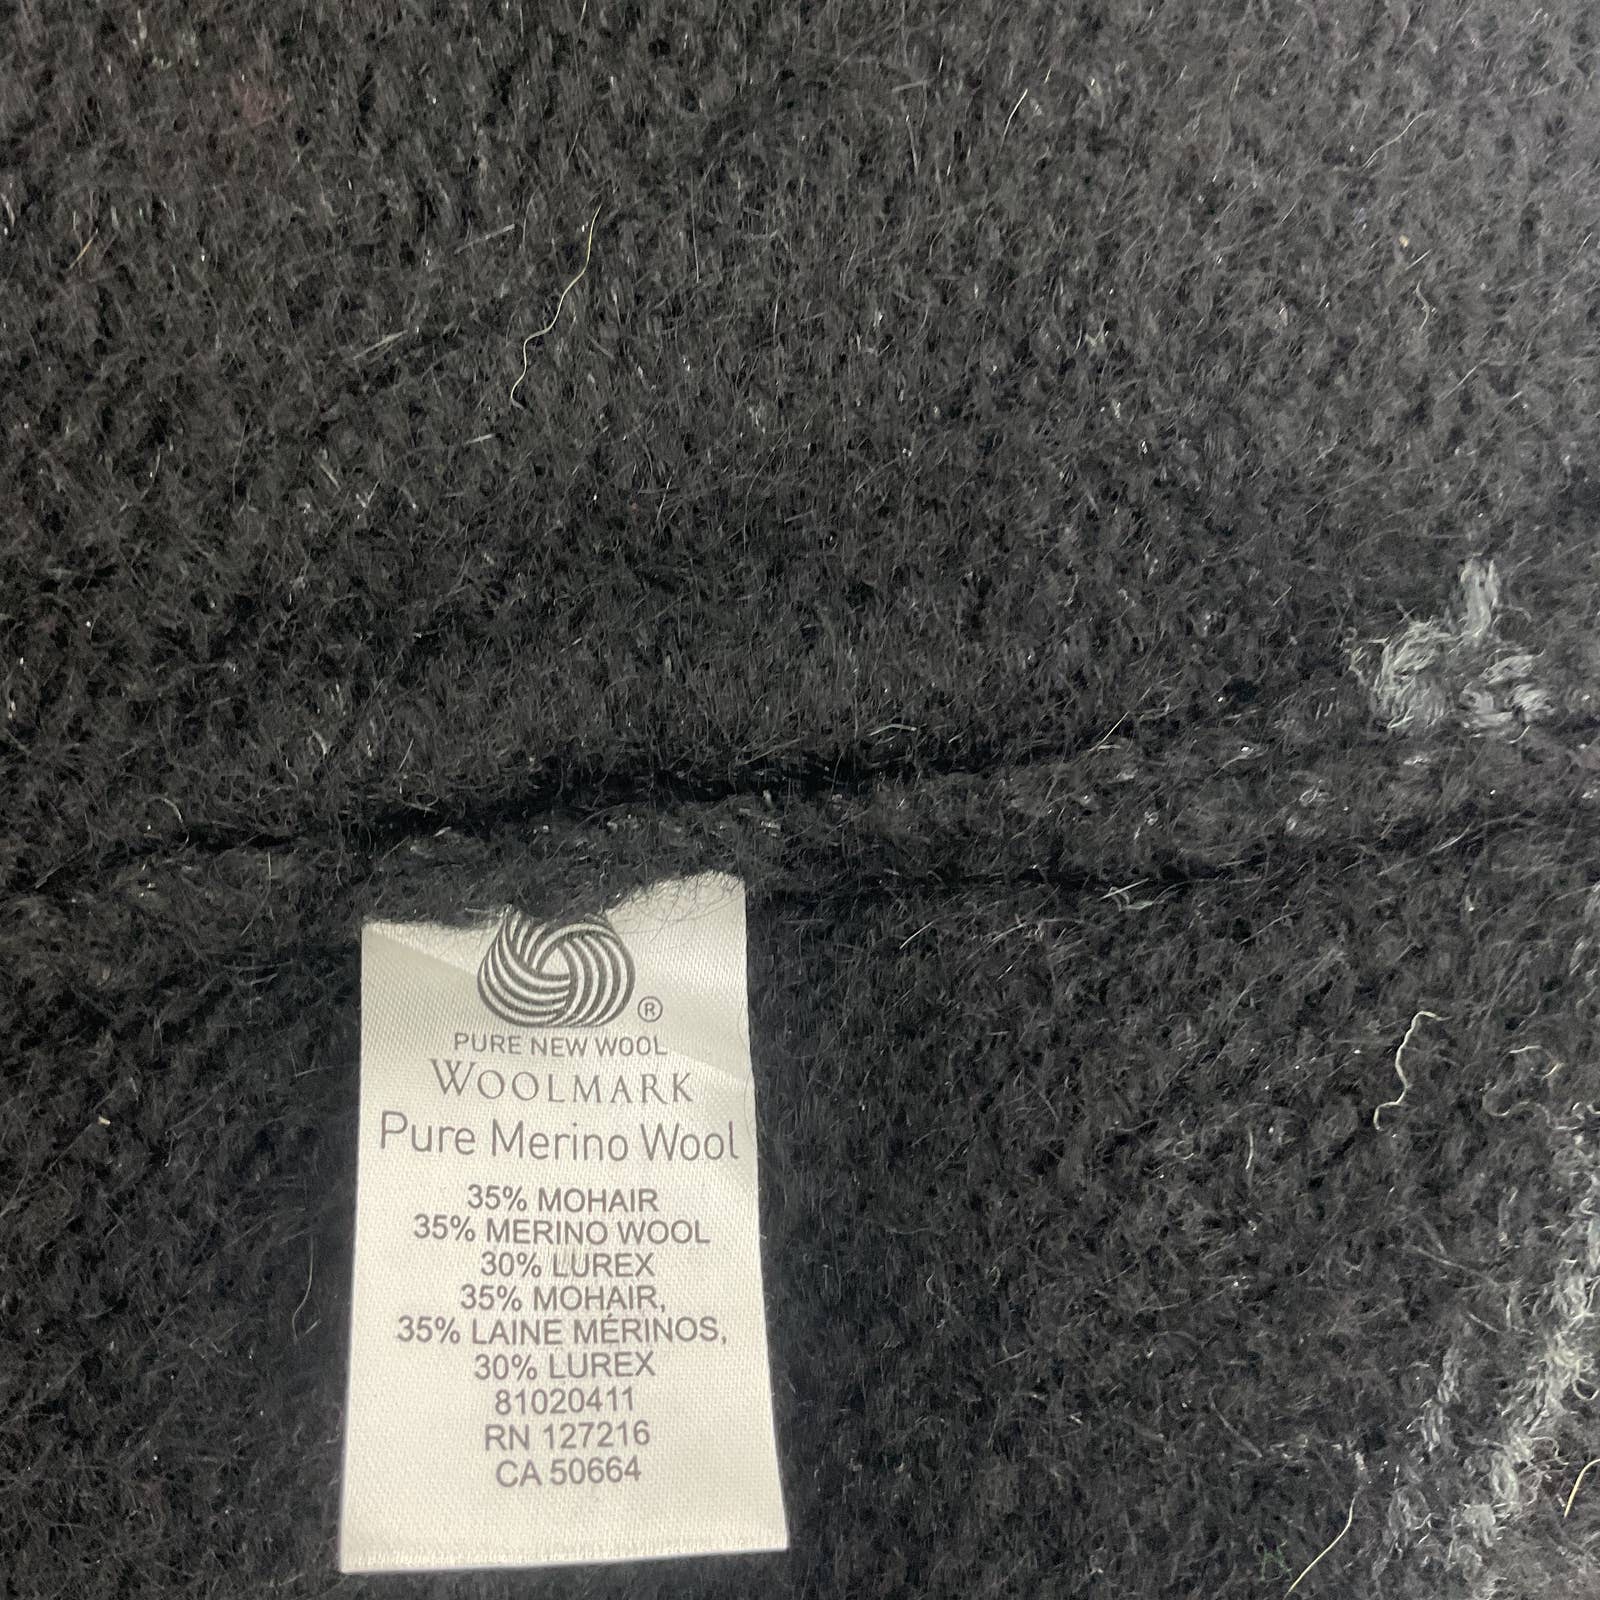 ®
PURE NEW WOOL
WOOLMARK
Pure Merino Wool
35% MOHAIR
35% MERINO WOOL
30% LUREX
35% MOHAIR,
35% LAINE MÉRINOS,
30% LUREX
81020411
RN 127216
CA 50664